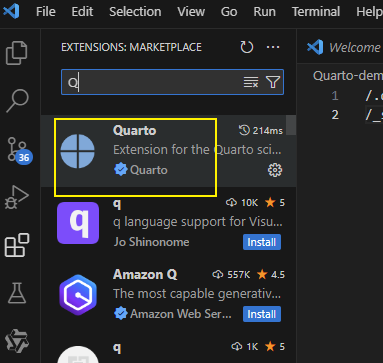 File Edit Selection View Go Run Terminal Help
EXTENSIONS: MARKETPLACE
Welcome
Q
Quarto-dem
1 /.
2 /_s
Quarto 214ms
Extension for the Quarto sci...
Quarto
36
q 10K 5
q language support for Visu...
Jo Shinonome Install
Amazon Q 557K 4.5
The most capable generativ...
Amazon Web Ser... Install
q 1K 5